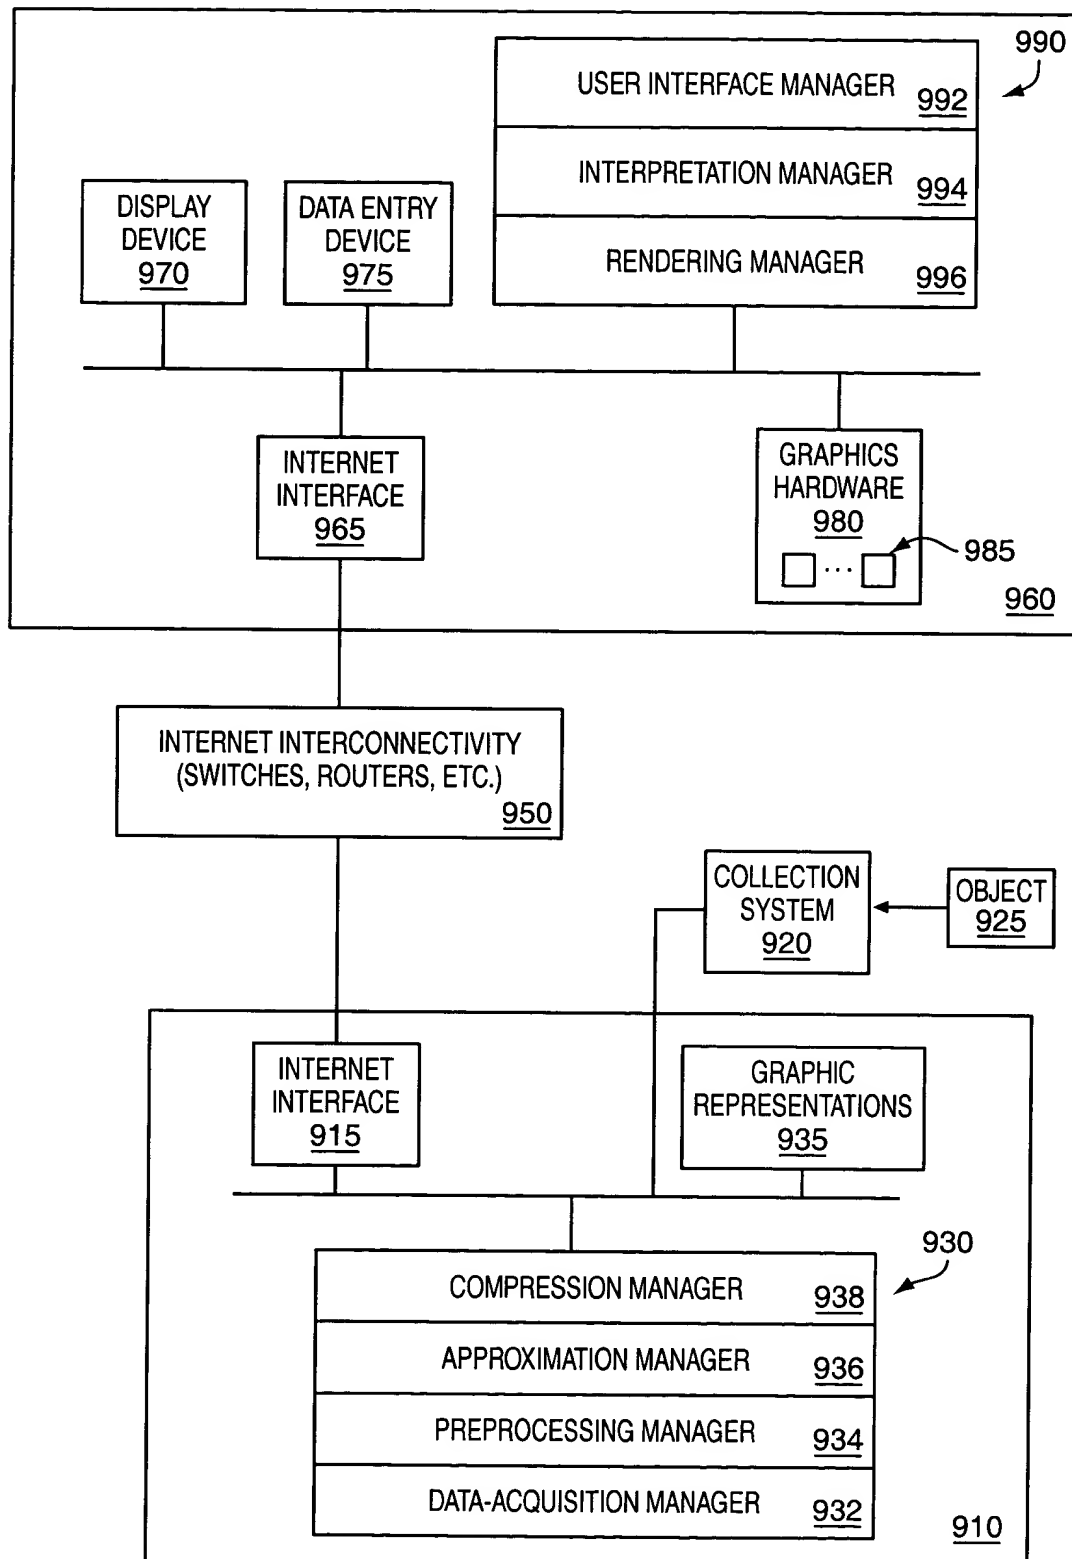 990
USER INTERFACE MANAGER 992
INTERPRETATION MANAGER 994
RENDERING MANAGER 996
DISPLAY
DEVICE
970
DATA ENTRY
DEVICE
975
INTERNET
INTERFACE
965
GRAPHICS
HARDWARE
980
...
985
960
INTERNET INTERCONNECTIVITY
(SWITCHES, ROUTERS, ETC.)
950
COLLECTION
SYSTEM
920
OBJECT
925
INTERNET
INTERFACE
915
GRAPHIC
REPRESENTATIONS
935
930
COMPRESSION MANAGER 938
APPROXIMATION MANAGER 936
PREPROCESSING MANAGER 934
DATA-ACQUISITION MANAGER 932
910